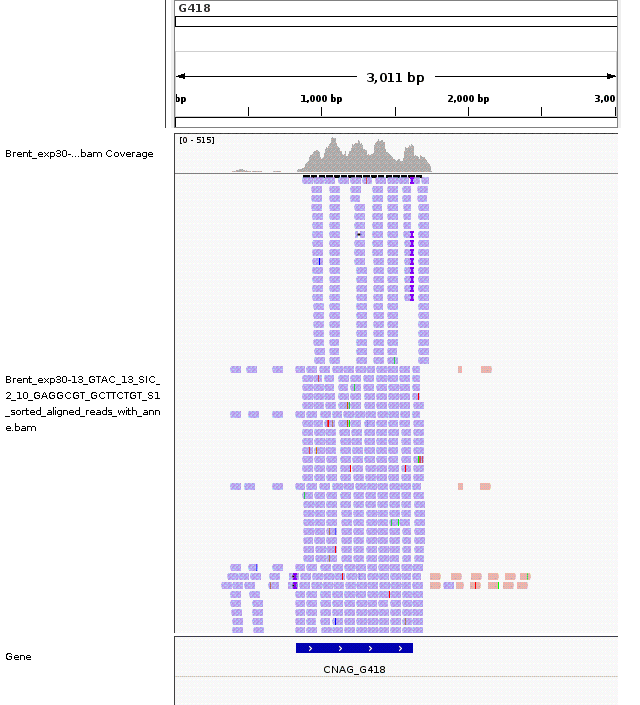 G418
3,011 bp
bp 1,000 bp 2,000 bp 3,00
[0 - 515]
Brent_exp30-...bam Coverage
Brent_exp30-13_GTAC_13_SIC_
2_10_GAGGCGT_GCTTCTGT_S1
_sorted_aligned_reads_with_ann
e.bam
Gene
CNAG_G418